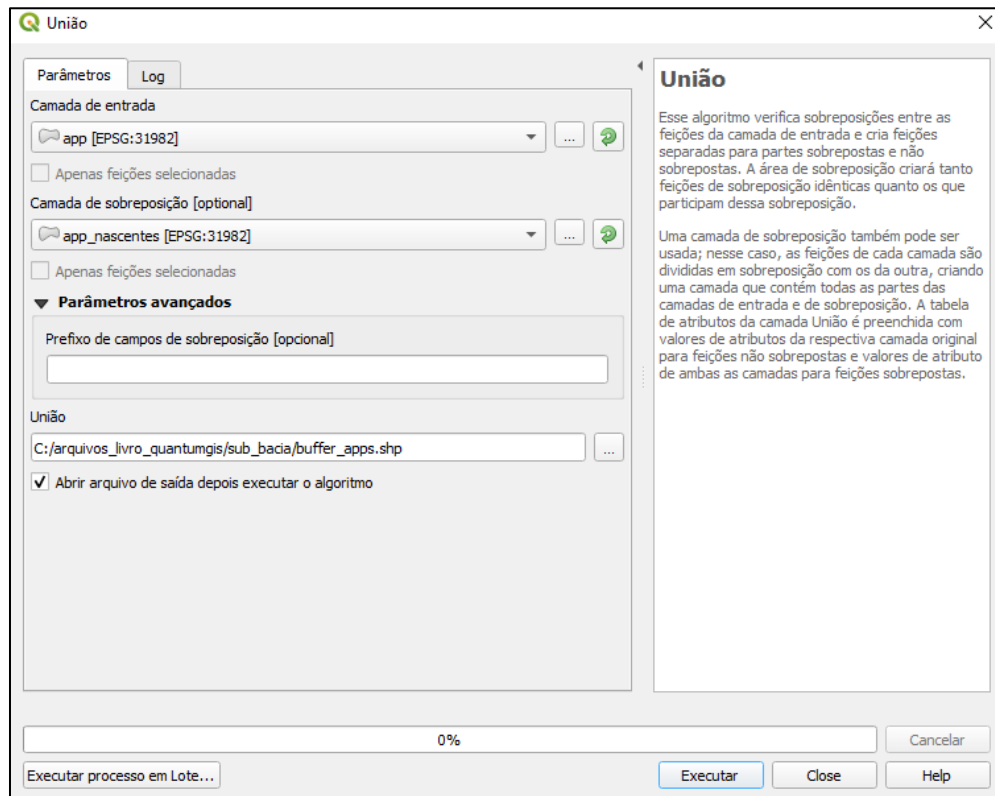 União
Parâmetros
Log
Camada de entrada
app [EPSG:31982]
...
Apenas feições selecionadas
Camada de sobreposição [optional]
app_nascentes [EPSG:31982]
...
Apenas feições selecionadas
Parâmetros avançados
Prefixo de campos de sobreposição [opcional]
União
C:/arquivos_livro_quantumgis/sub_bacia/buffer_apps.shp
...
Abrir arquivo de saída depois executar o algoritmo
União
Esse algoritmo verifica sobreposições entre as
feições da camada de entrada e cria feições
separadas para partes sobrepostas e não
sobrepostas. A área de sobreposição criará tanto
feições de sobreposição idênticas quanto os que
participam dessa sobreposição.
Uma camada de sobreposição também pode ser
usada; nesse caso, as feições de cada camada são
divididas em sobreposição com os da outra, criando
uma camada que contém todas as partes das
camadas de entrada e de sobreposição. A tabela
de atributos da camada União é preenchida com
valores de atributos da respectiva camada original
para feições não sobrepostas e valores de atributo
de ambas as camadas para feições sobrepostas.
0%
Cancelar
Executar processo em Lote...
Executar
Close
Help